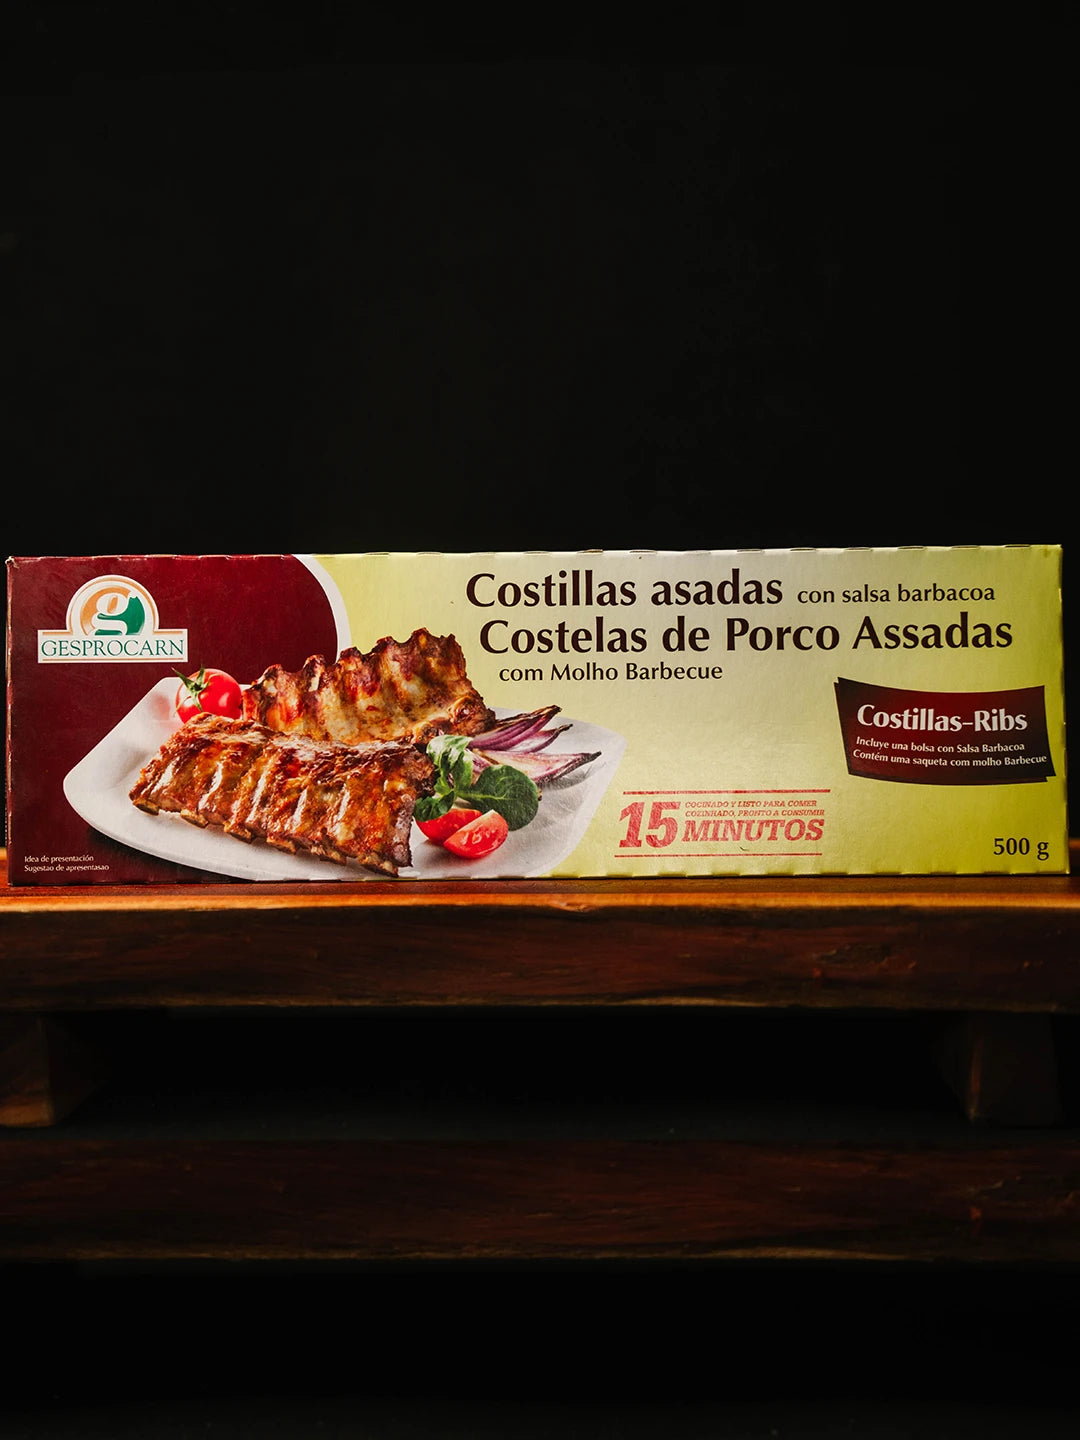 GESPROCARN
Costillas asadas con salsa barbacoa
Costelas de Porco Assadas
com Molho Barbecue
Costillas-Ribs
Incluye una bolsa con Salsa Barbacoa
Contém uma saqueta com molho Barbecue
15 MINUTOS
COCINADO Y LISTO PARA COMER
COZINHADO, PRONTO A CONSUMIR
500 g
Idea de presentación
Sugestao de apresentasao